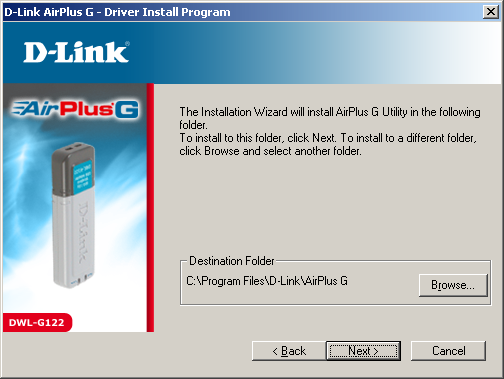 D-Link AirPlus G - Driver Install Program
D-Link
AirPlusG
The Installation Wizard will install AirPlus G Utility in the following
folder.
To install to this folder, click Next. To install to a different folder,
click Browse and select another folder.
D-Link
Destination Folder
C:\Program Files\D-Link\AirPlus G
Browse...
DWL-G122
< Back
Next >
Cancel